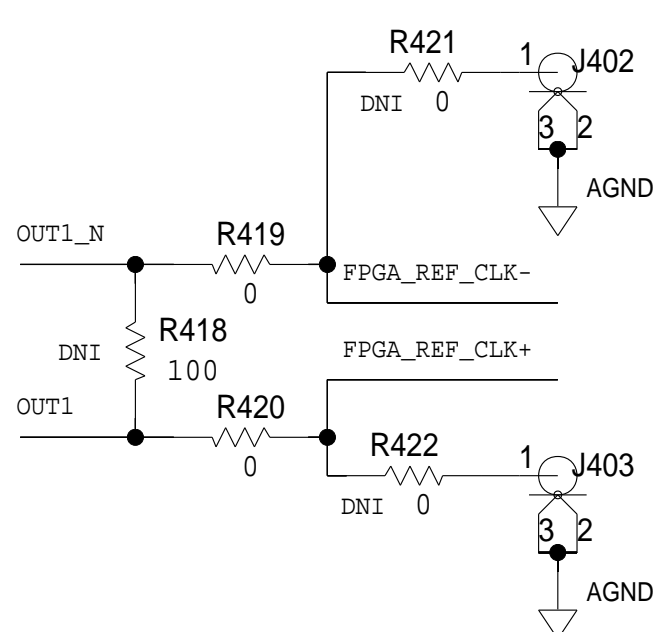 R421
1
J402
DNI 0
3 2
AGND
OUT1_N
R419
0
FPGA_REF_CLK-
R418
DNI
100
FPGA_REF_CLK+
OUT1
R420
0
R422
1
J403
DNI 0
3 2
AGND